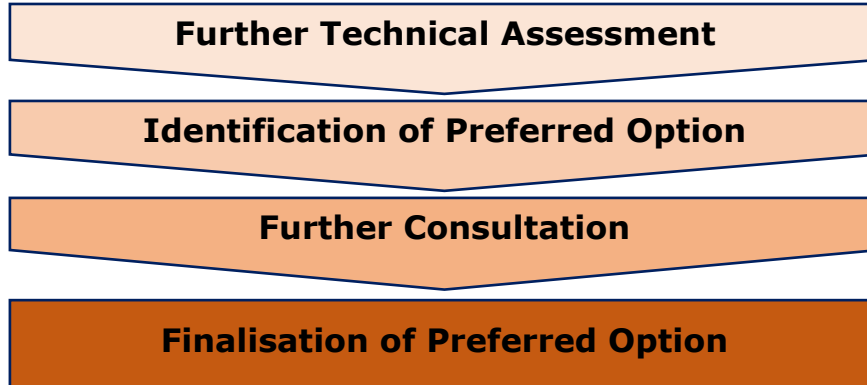 Further Technical Assessment
Identification of Preferred Option
Further Consultation
Finalisation of Preferred Option